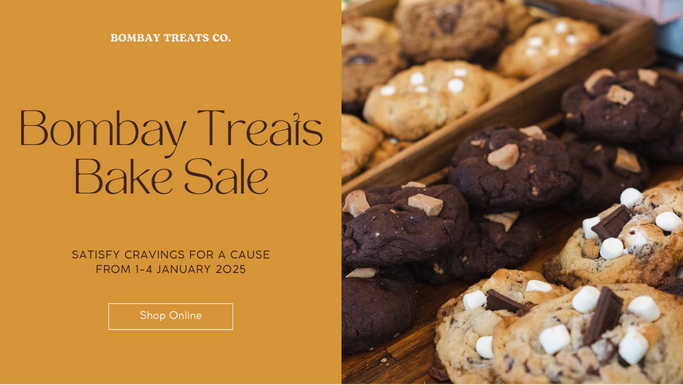 BOMBAY TREATS CO.
Bombay Treats
Bake Sale
SATISFY CRAVINGS FOR A CAUSE
FROM 1-4 JANUARY 2025
Shop Online